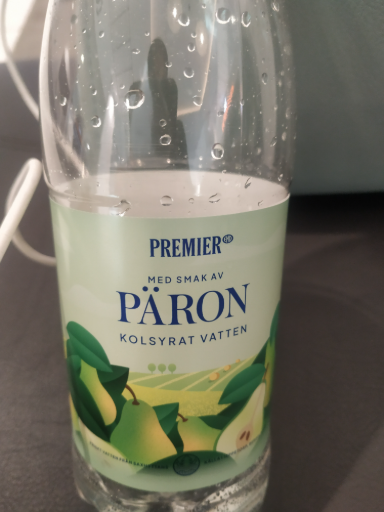 PREMIER
MED SMAK AV
PÄRON
KOLSYRAT VATTEN